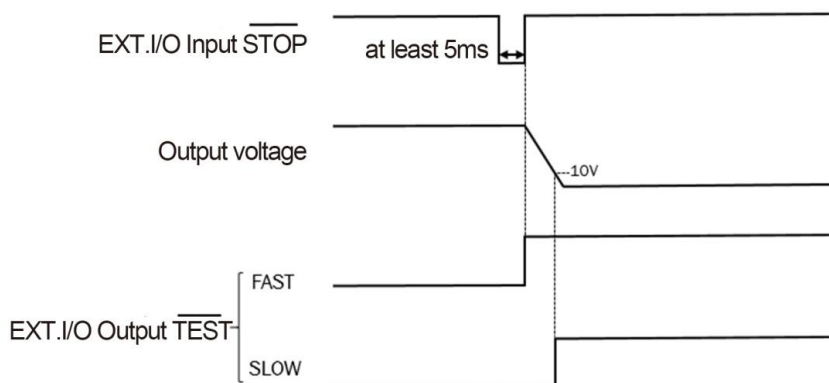 EXT.I/O Input STOP
at least 5ms
Output voltage
10V
FAST
EXT.I/O Output TEST
SLOW